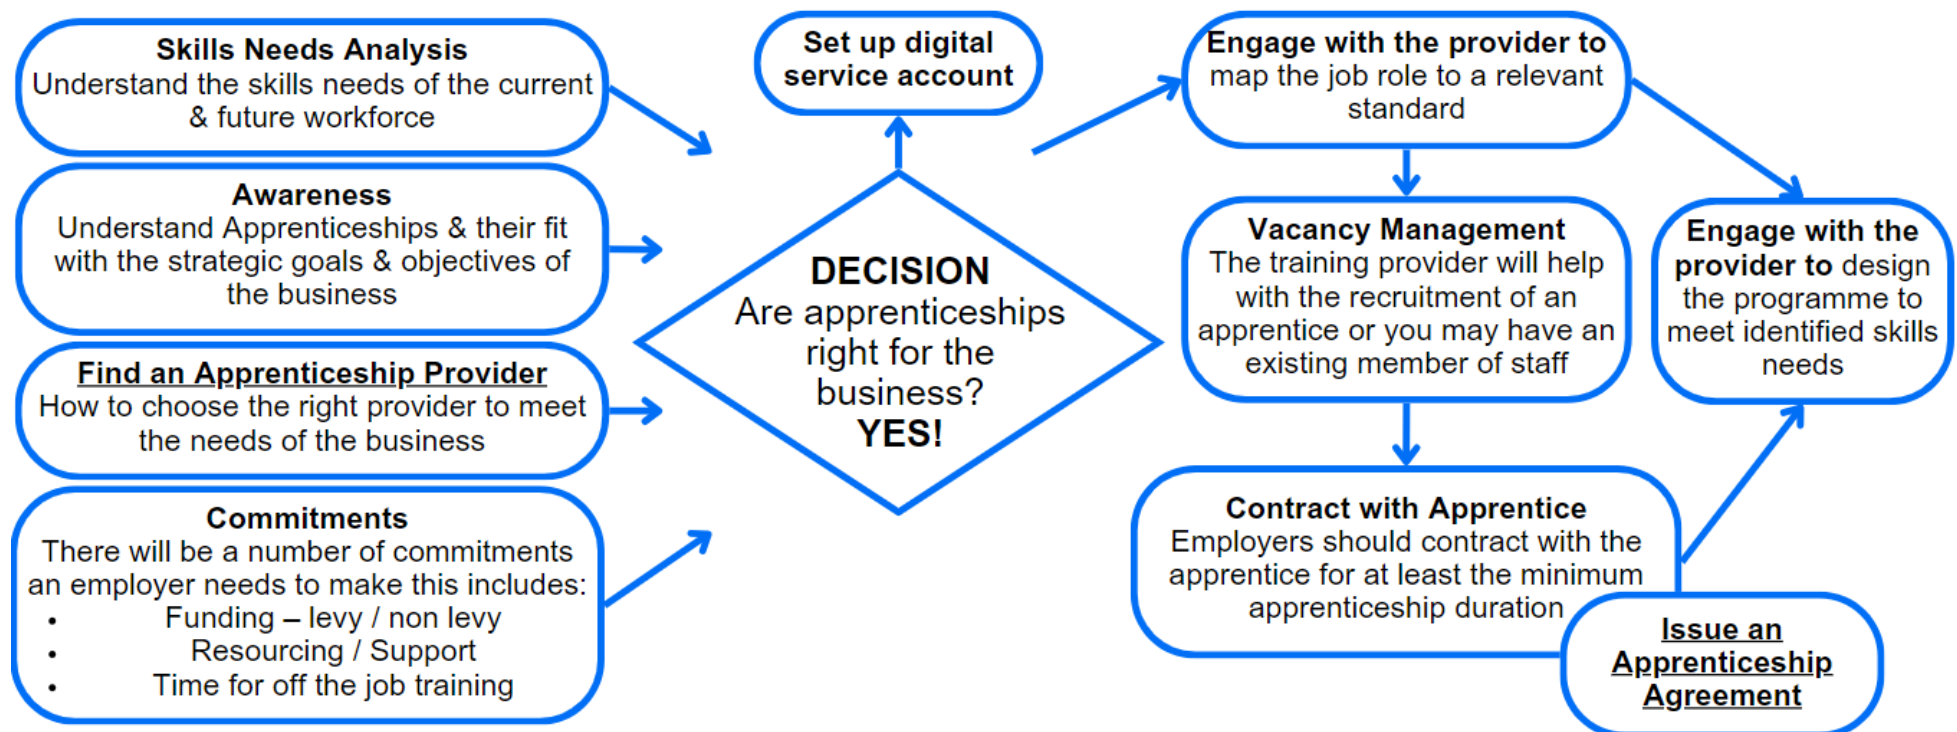 Skills Needs Analysis
Understand the skills needs of the current
& future workforce
Awareness
Understand Apprenticeships & their fit
with the strategic goals & objectives of
the business
Find an Apprenticeship Provider
How to choose the right provider to meet
the needs of the business
Commitments
There will be a number of commitments
an employer needs to make this includes:
• Funding – levy / non levy
• Resourcing / Support
• Time for off the job training
Set up digital
service account
DECISION
Are apprenticeships
right for the
business?
YES!
Engage with the provider to
map the job role to a relevant
standard
Vacancy Management
The training provider will help
with the recruitment of an
apprentice or you may have an
existing member of staff
Engage with the
provider to design
the programme to
meet identified skills
needs
Contract with Apprentice
Employers should contract with the
apprentice for at least the minimum
apprenticeship duration
Issue an
Apprenticeship
Agreement